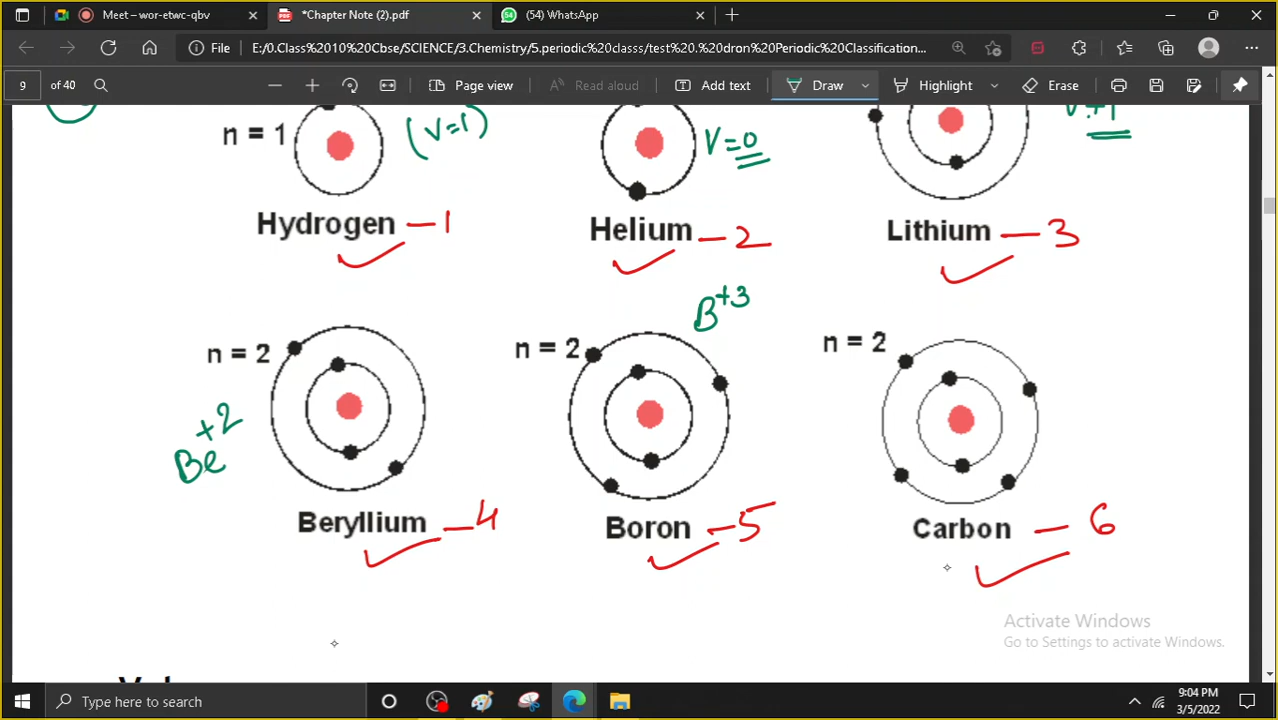 Meet – wor-etwc-qbv
*Chapter Note (2).pdf
54
(54) WhatsApp
File
E:/0.Class%2010%20Cbse/SCIENCE/3.Chemistry/5.periodic%20classs/test%20.%20dron%20Periodic%20Classification...
9 of 40
Page view
Read aloud
Add text
Draw
Highlight
Erase
n = 1
(V=1)
V=0
V +1
Hydrogen – 1
Helium – 2
Lithium – 3
n = 2
Be +2
n = 2
B +3
n = 2
Beryllium – 4
Boron – 5
Carbon – 6
Activate Windows
Go to Settings to activate Windows.
Type here to search
9:04 PM
3/5/2022